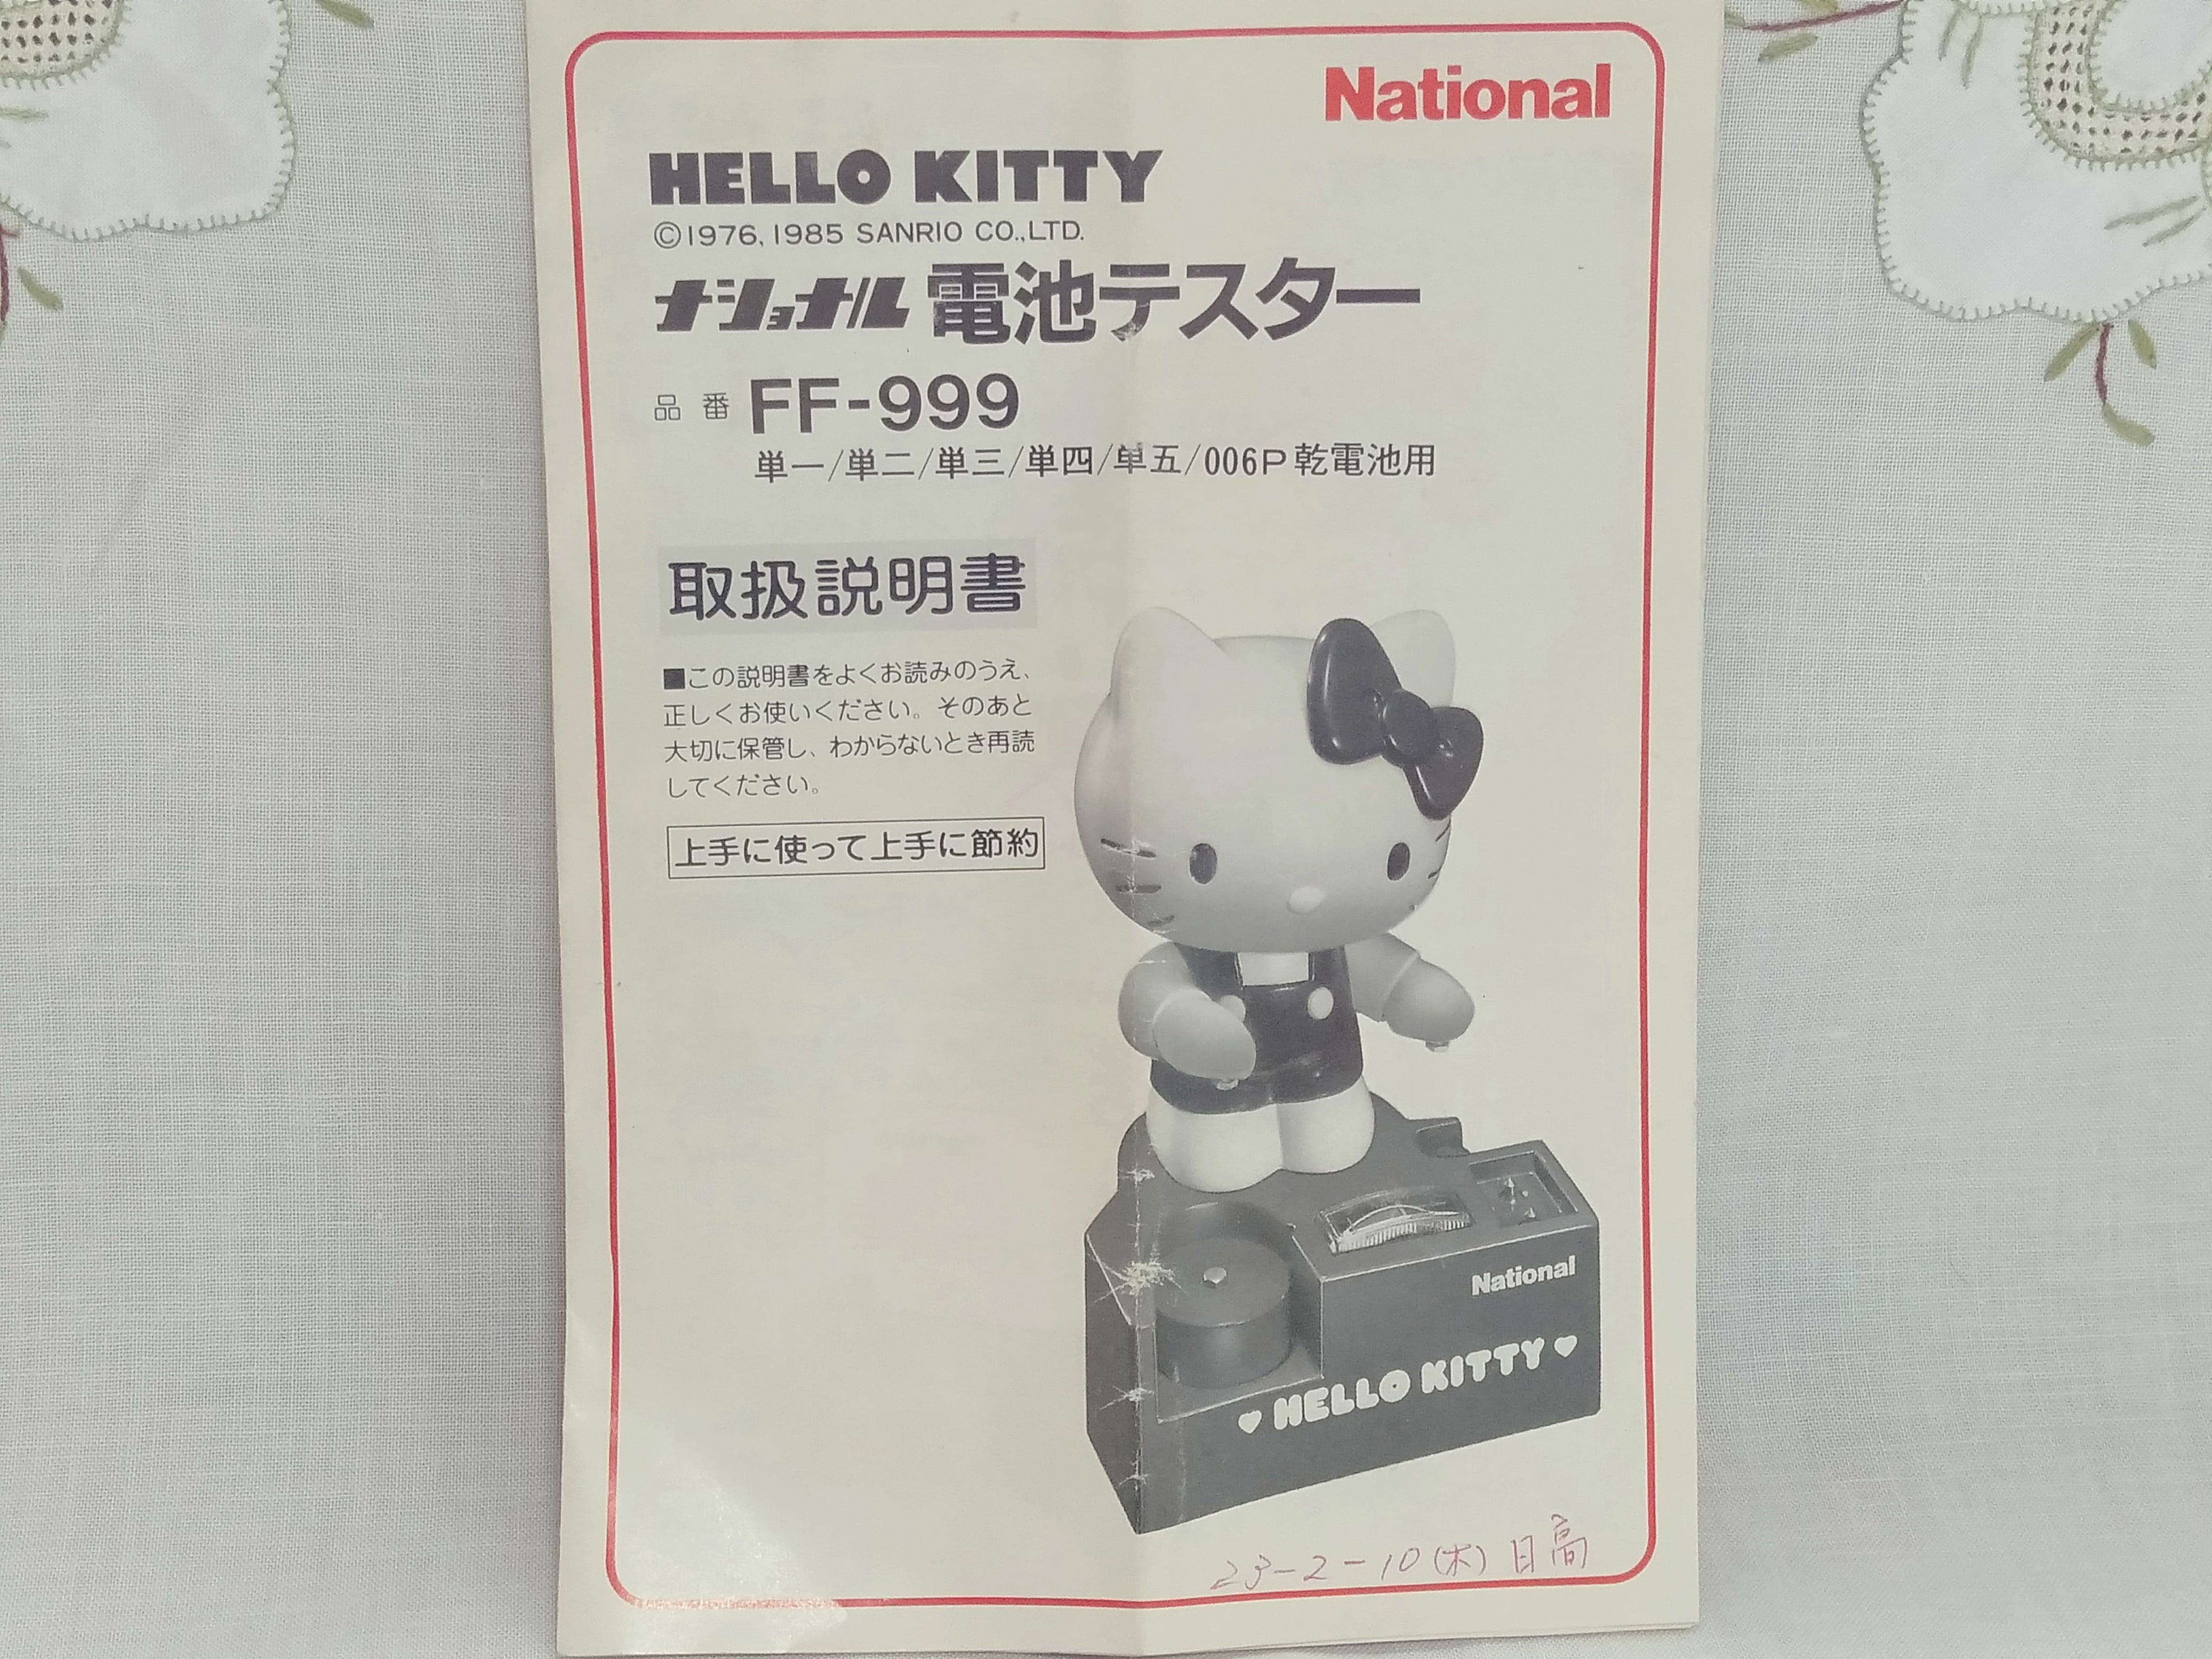 National
HELLO KITTY
©1976, 1985 SANRIO CO.,LTD.
ナショナル 電池テスター
品番 FF-999
単一/単二/単三/単四/単五/006P乾電池用
取扱説明書
■この説明書をよくお読みのうえ、
正しくお使いください。そのあと
大切に保管し、わからないとき再読
してください。
上手に使って上手に節約
National
♥ HELLO KITTY ♥
23-2-10(木) 日高